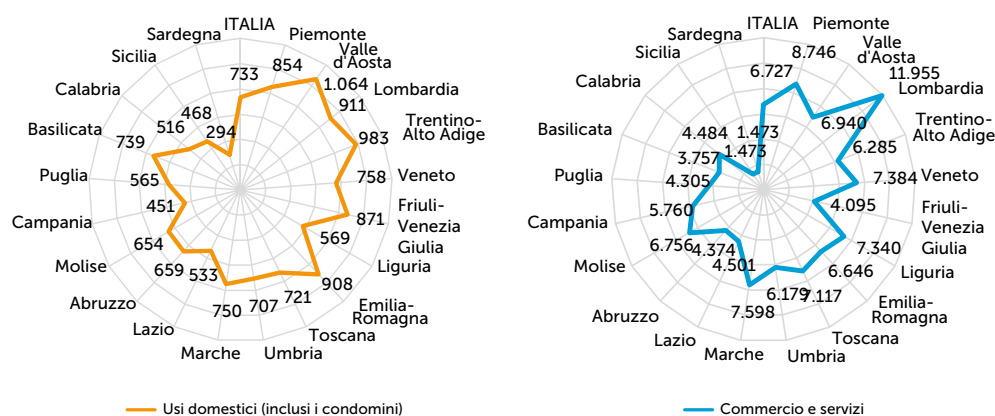 ITALIA
Piemonte
Valle
d'Aosta
Lombardia
Trentino-
Alto Adige
Veneto
Friuli-
Venezia
Giulia
Liguria
Emilia-
Romagna
Toscana
Umbria
Marche
Lazio
Abruzzo
Molise
Campania
Puglia
Basilicata
Calabria
Sicilia
Sardegna
733
854
1.064
911
983
758
871
569
908
721
707
750
533
659
654
451
565
739
516
468
294
Usi domestici (inclusi i condomini)
ITALIA
Piemonte
Valle
d'Aosta
Lombardia
Trentino-
Alto Adige
Veneto
Friuli-
Venezia
Giulia
Liguria
Emilia-
Romagna
Toscana
Umbria
Marche
Lazio
Abruzzo
Molise
Campania
Puglia
Basilicata
Calabria
Sicilia
Sardegna
6.727
8.746
6.940
11.955
6.285
7.384
4.095
7.340
6.646
7.117
6.179
7.598
4.501
4.374
6.756
5.760
4.305
3.757
4.484
1.473
1.473
Commercio e servizi